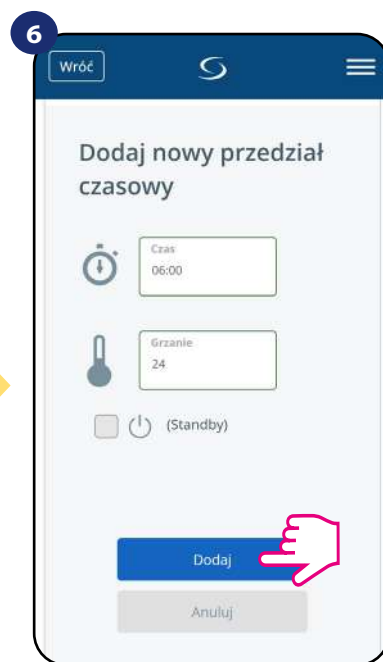 6
Wróć
Dodaj nowy przedział
czasowy
Czas
06:00
Grzanie
24
(Standby)
Dodaj
Anuluj